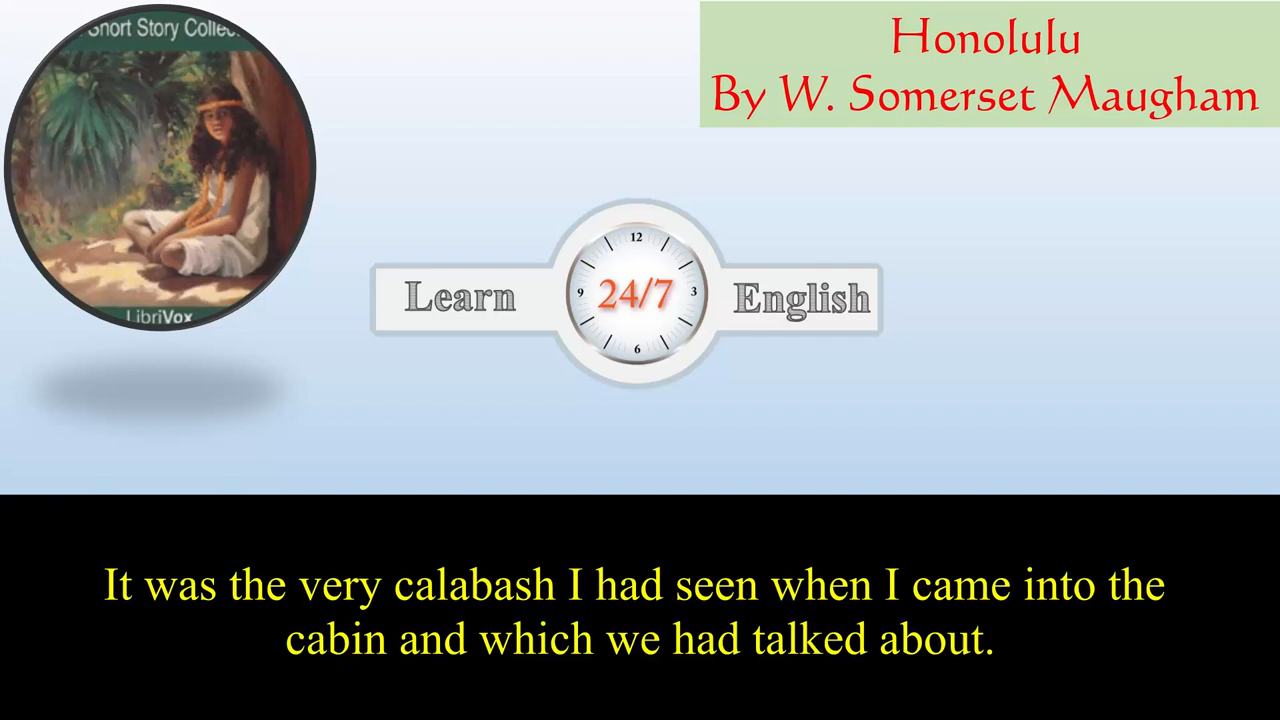 Short Story Collec
LibriVox
Honolulu
By W. Somerset Maugham
Learn 24/7 English
12
9
3
6
It was the very calabash I had seen when I came into the
cabin and which we had talked about.